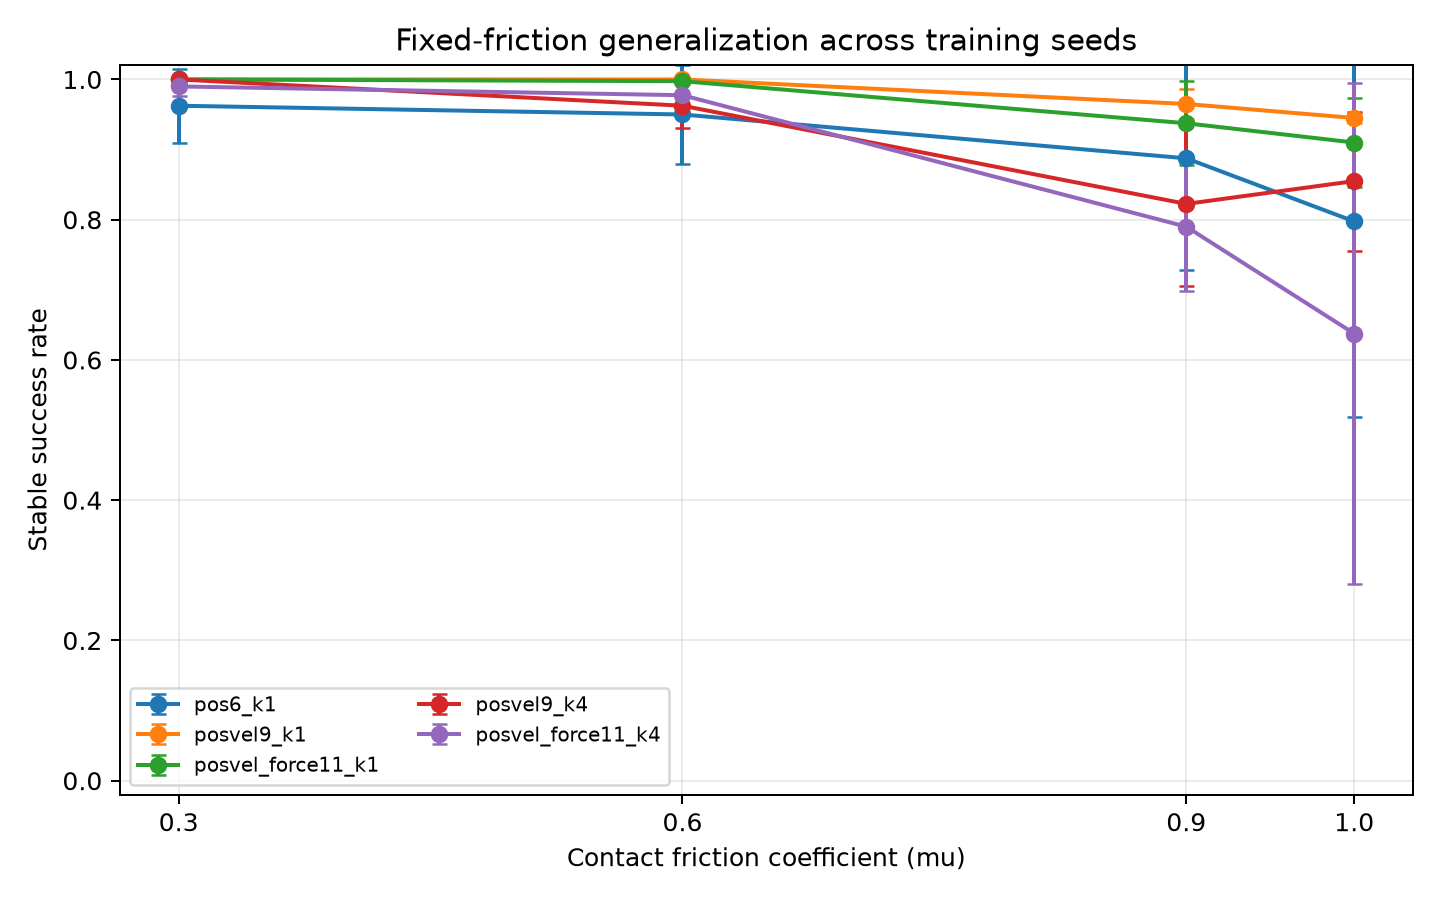 Fixed-friction generalization across training seeds
Stable success rate
1.0
0.8
0.6
0.4
0.2
0.0
pos6_k1
posvel9_k1
posvel_force11_k1
posvel9_k4
posvel_force11_k4
0.3
0.6
0.9
1.0
Contact friction coefficient (mu)